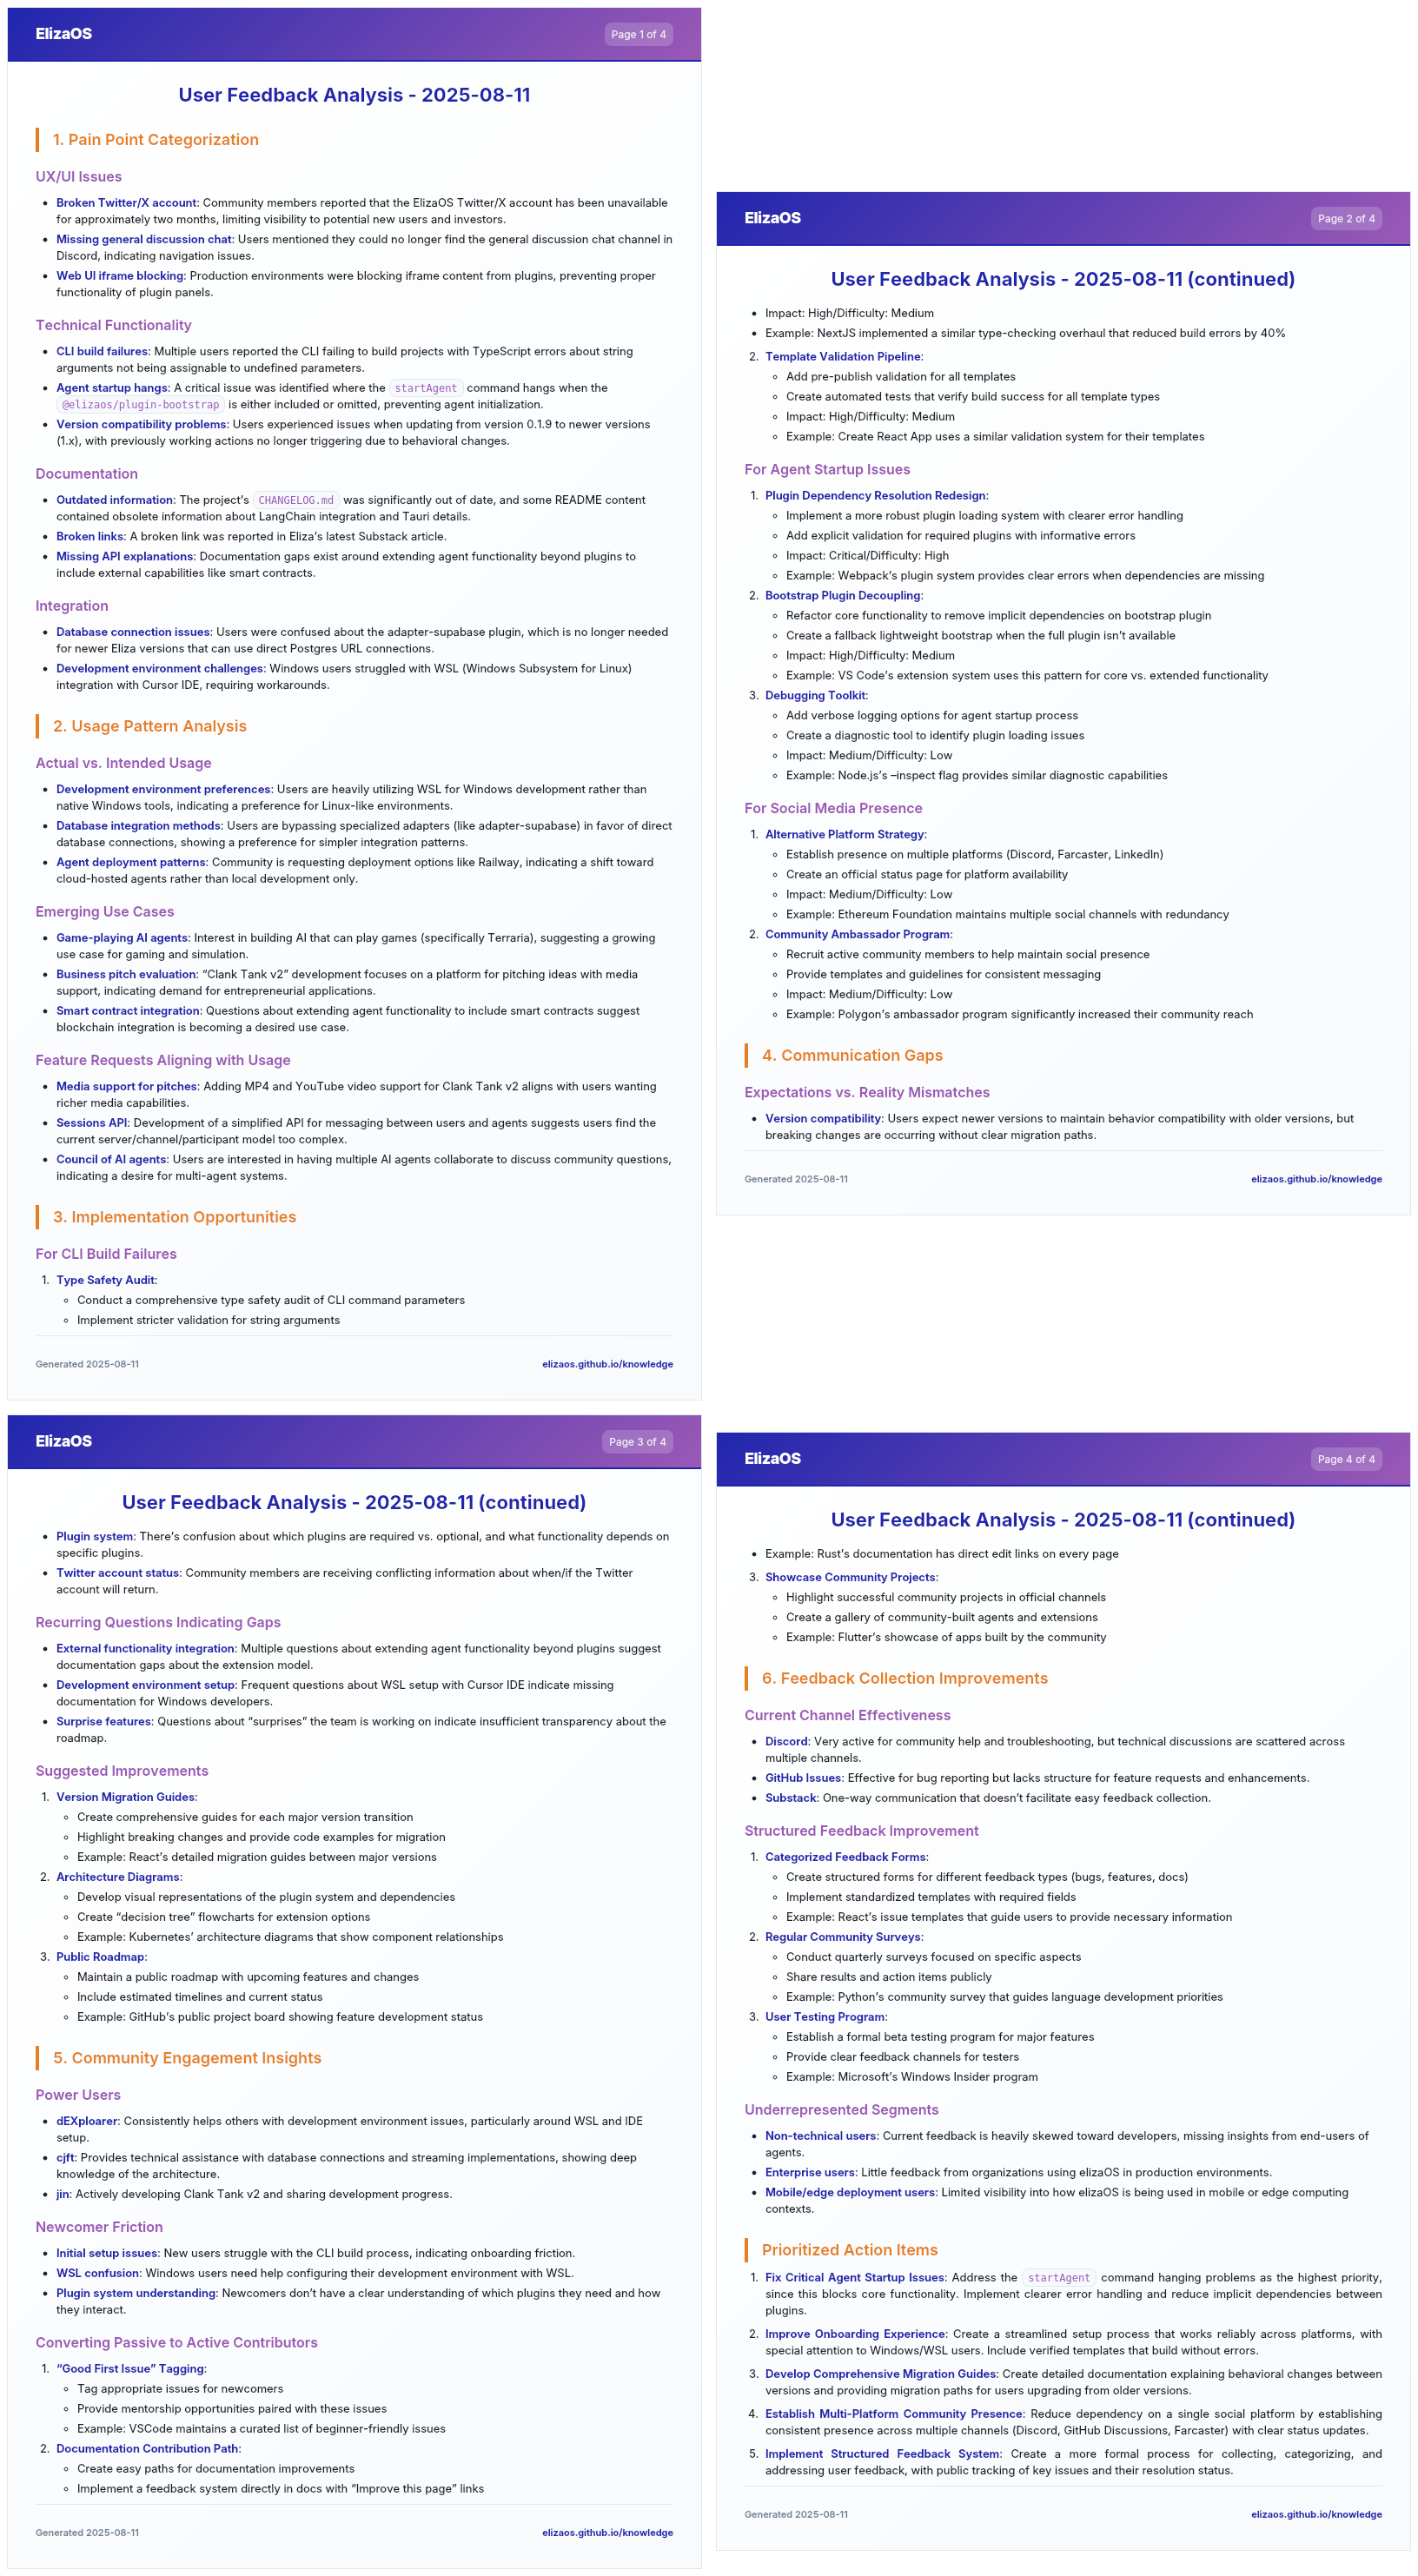 ElizaOS
Page 1 of 4
User Feedback Analysis - 2025-08-11
1. Pain Point Categorization
UX/UI Issues
• Broken Twitter/X account: Community members reported that the ElizaOS Twitter/X account has been unavailable
for approximately two months, limiting visibility to potential new users and investors.
• Missing general discussion chat: Users mentioned they could no longer find the general discussion chat channel in
Discord, indicating navigation issues.
• Web UI iframe blocking: Production environments were blocking iframe content from plugins, preventing proper
functionality of plugin panels.
Technical Functionality
• CLI build failures: Multiple users reported the CLI failing to build projects with TypeScript errors about string
arguments not being assignable to undefined parameters.
• Agent startup hangs: A critical issue was identified where the startAgent command hangs when the
@elizaos/plugin-bootstrap is either included or omitted, preventing agent initialization.
• Version compatibility problems: Users experienced issues when updating from version 0.1.9 to newer versions
(1.x), with previously working actions no longer triggering due to behavioral changes.
Documentation
• Outdated information: The project’s CHANGELOG.md was significantly out of date, and some README content
contained obsolete information about LangChain integration and Tauri details.
• Broken links: A broken link was reported in Eliza’s latest Substack article.
• Missing API explanations: Documentation gaps exist around extending agent functionality beyond plugins to
include external capabilities like smart contracts.
Integration
• Database connection issues: Users were confused about the adapter-supabase plugin, which is no longer needed
for newer Eliza versions that can use direct Postgres URL connections.
• Development environment challenges: Windows users struggled with WSL (Windows Subsystem for Linux)
integration with Cursor IDE, requiring workarounds.
2. Usage Pattern Analysis
Actual vs. Intended Usage
• Development environment preferences: Users are heavily utilizing WSL for Windows development rather than
native Windows tools, indicating a preference for Linux-like environments.
• Database integration methods: Users are bypassing specialized adapters (like adapter-supabase) in favor of direct
database connections, showing a preference for simpler integration patterns.
• Agent deployment patterns: Community is requesting deployment options like Railway, indicating a shift toward
cloud-hosted agents rather than local development only.
Emerging Use Cases
• Game-playing AI agents: Interest in building AI that can play games (specifically Terraria), suggesting a growing
use case for gaming and simulation.
• Business pitch evaluation: “Clank Tank v2” development focuses on a platform for pitching ideas with media
support, indicating demand for entrepreneurial applications.
• Smart contract integration: Questions about extending agent functionality to include smart contracts suggest
blockchain integration is becoming a desired use case.
Feature Requests Aligning with Usage
• Media support for pitches: Adding MP4 and YouTube video support for Clank Tank v2 aligns with users wanting
richer media capabilities.
• Sessions API: Development of a simplified API for messaging between users and agents suggests users find the
current server/channel/participant model too complex.
• Council of AI agents: Users are interested in having multiple AI agents collaborate to discuss community questions,
indicating a desire for multi-agent systems.
3. Implementation Opportunities
For CLI Build Failures
1. Type Safety Audit:
◦ Conduct a comprehensive type safety audit of CLI command parameters
◦ Implement stricter validation for string arguments
Generated 2025-08-11
elizaos.github.io/knowledge
ElizaOS
Page 2 of 4
User Feedback Analysis - 2025-08-11 (continued)
• Impact: High/Difficulty: Medium
• Example: NextJS implemented a similar type-checking overhaul that reduced build errors by 40%
2. Template Validation Pipeline:
◦ Add pre-publish validation for all templates
◦ Create automated tests that verify build success for all template types
◦ Impact: High/Difficulty: Medium
◦ Example: Create React App uses a similar validation system for their templates
For Agent Startup Issues
1. Plugin Dependency Resolution Redesign:
◦ Implement a more robust plugin loading system with clearer error handling
◦ Add explicit validation for required plugins with informative errors
◦ Impact: Critical/Difficulty: High
◦ Example: Webpack’s plugin system provides clear errors when dependencies are missing
2. Bootstrap Plugin Decoupling:
◦ Refactor core functionality to remove implicit dependencies on bootstrap plugin
◦ Create a fallback lightweight bootstrap when the full plugin isn’t available
◦ Impact: High/Difficulty: Medium
◦ Example: VS Code’s extension system uses this pattern for core vs. extended functionality
3. Debugging Toolkit:
◦ Add verbose logging options for agent startup process
◦ Create a diagnostic tool to identify plugin loading issues
◦ Impact: Medium/Difficulty: Low
◦ Example: Node.js’s –inspect flag provides similar diagnostic capabilities
For Social Media Presence
1. Alternative Platform Strategy:
◦ Establish presence on multiple platforms (Discord, Farcaster, LinkedIn)
◦ Create an official status page for platform availability
◦ Impact: Medium/Difficulty: Low
◦ Example: Ethereum Foundation maintains multiple social channels with redundancy
2. Community Ambassador Program:
◦ Recruit active community members to help maintain social presence
◦ Provide templates and guidelines for consistent messaging
◦ Impact: Medium/Difficulty: Low
◦ Example: Polygon’s ambassador program significantly increased their community reach
4. Communication Gaps
Expectations vs. Reality Mismatches
• Version compatibility: Users expect newer versions to maintain behavior compatibility with older versions, but
breaking changes are occurring without clear migration paths.
Generated 2025-08-11
elizaos.github.io/knowledge
ElizaOS
Page 3 of 4
User Feedback Analysis - 2025-08-11 (continued)
• Plugin system: There’s confusion about which plugins are required vs. optional, and what functionality depends on
specific plugins.
• Twitter account status: Community members are receiving conflicting information about when/if the Twitter
account will return.
Recurring Questions Indicating Gaps
• External functionality integration: Multiple questions about extending agent functionality beyond plugins suggest
documentation gaps about the extension model.
• Development environment setup: Frequent questions about WSL setup with Cursor IDE indicate missing
documentation for Windows developers.
• Surprise features: Questions about “surprises” the team is working on indicate insufficient transparency about the
roadmap.
Suggested Improvements
1. Version Migration Guides:
◦ Create comprehensive guides for each major version transition
◦ Highlight breaking changes and provide code examples for migration
◦ Example: React’s detailed migration guides between major versions
2. Architecture Diagrams:
◦ Develop visual representations of the plugin system and dependencies
◦ Create “decision tree” flowcharts for extension options
◦ Example: Kubernetes’ architecture diagrams that show component relationships
3. Public Roadmap:
◦ Maintain a public roadmap with upcoming features and changes
◦ Include estimated timelines and current status
◦ Example: GitHub’s public project board showing feature development status
5. Community Engagement Insights
Power Users
• dEXploarer: Consistently helps others with development environment issues, particularly around WSL and IDE
setup.
• cjft: Provides technical assistance with database connections and streaming implementations, showing deep
knowledge of the architecture.
• jin: Actively developing Clank Tank v2 and sharing development progress.
Newcomer Friction
• Initial setup issues: New users struggle with the CLI build process, indicating onboarding friction.
• WSL confusion: Windows users need help configuring their development environment with WSL.
• Plugin system understanding: Newcomers don’t have a clear understanding of which plugins they need and how
they interact.
Converting Passive to Active Contributors
1. “Good First Issue” Tagging:
◦ Tag appropriate issues for newcomers
◦ Provide mentorship opportunities paired with these issues
◦ Example: VSCode maintains a curated list of beginner-friendly issues
2. Documentation Contribution Path:
◦ Create easy paths for documentation improvements
◦ Implement a feedback system directly in docs with “Improve this page” links
Generated 2025-08-11
elizaos.github.io/knowledge
ElizaOS
Page 4 of 4
User Feedback Analysis - 2025-08-11 (continued)
• Example: Rust’s documentation has direct edit links on every page
3. Showcase Community Projects:
◦ Highlight successful community projects in official channels
◦ Create a gallery of community-built agents and extensions
◦ Example: Flutter’s showcase of apps built by the community
6. Feedback Collection Improvements
Current Channel Effectiveness
• Discord: Very active for community help and troubleshooting, but technical discussions are scattered across
multiple channels.
• GitHub Issues: Effective for bug reporting but lacks structure for feature requests and enhancements.
• Substack: One-way communication that doesn’t facilitate easy feedback collection.
Structured Feedback Improvement
1. Categorized Feedback Forms:
◦ Create structured forms for different feedback types (bugs, features, docs)
◦ Implement standardized templates with required fields
◦ Example: React’s issue templates that guide users to provide necessary information
2. Regular Community Surveys:
◦ Conduct quarterly surveys focused on specific aspects
◦ Share results and action items publicly
◦ Example: Python’s community survey that guides language development priorities
3. User Testing Program:
◦ Establish a formal beta testing program for major features
◦ Provide clear feedback channels for testers
◦ Example: Microsoft’s Windows Insider program
Underrepresented Segments
• Non-technical users: Current feedback is heavily skewed toward developers, missing insights from end-users of
agents.
• Enterprise users: Little feedback from organizations using elizaOS in production environments.
• Mobile/edge deployment users: Limited visibility into how elizaOS is being used in mobile or edge computing
contexts.
Prioritized Action Items
1. Fix Critical Agent Startup Issues: Address the startAgent command hanging problems as the highest priority,
since this blocks core functionality. Implement clearer error handling and reduce implicit dependencies between
plugins.
2. Improve Onboarding Experience: Create a streamlined setup process that works reliably across platforms, with
special attention to Windows/WSL users. Include verified templates that build without errors.
3. Develop Comprehensive Migration Guides: Create detailed documentation explaining behavioral changes between
versions and providing migration paths for users upgrading from older versions.
4. Establish Multi-Platform Community Presence: Reduce dependency on a single social platform by establishing
consistent presence across multiple channels (Discord, GitHub Discussions, Farcaster) with clear status updates.
5. Implement Structured Feedback System: Create a more formal process for collecting, categorizing, and
addressing user feedback, with public tracking of key issues and their resolution status.
Generated 2025-08-11
elizaos.github.io/knowledge